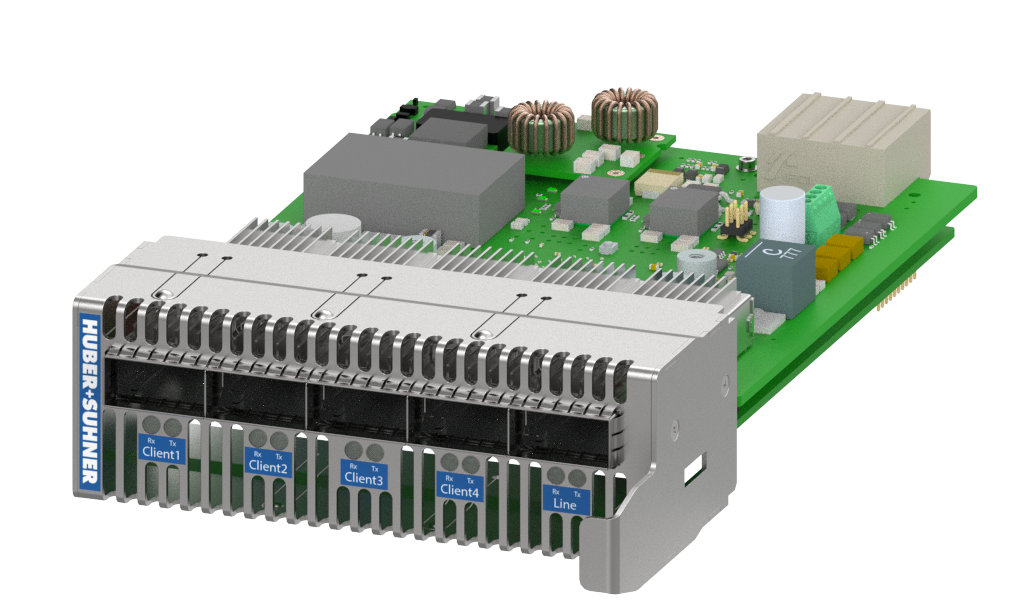 HUBER+SUHNER
Rx Tx
Client1
Rx Tx
Client2
Rx Tx
Client3
Rx Tx
Client4
Rx Tx
Line